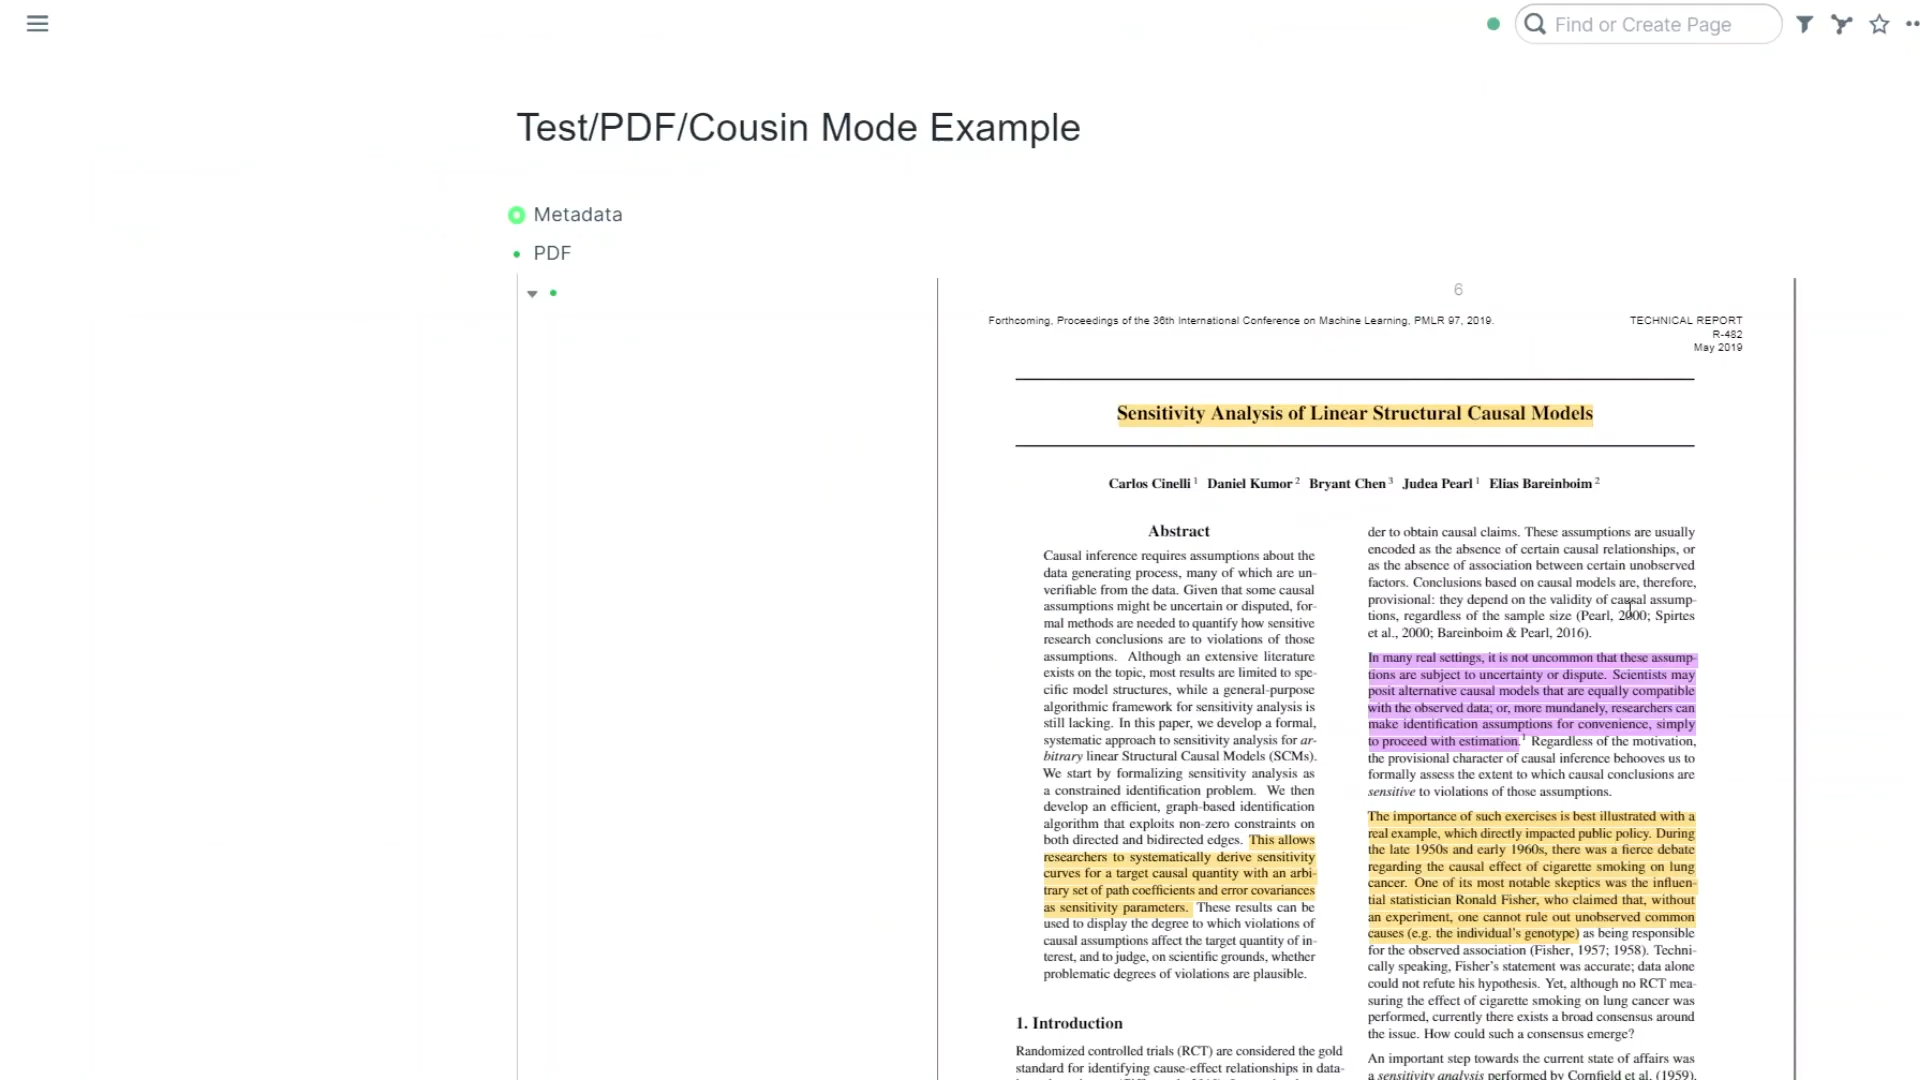 Find or Create Page
Test/PDF/Cousin Mode Example
Metadata
PDF
6
Forthcoming, Proceedings of the 36th International Conference on Machine Learning, PMLR 97, 2019.
TECHNICAL REPORT
R-482
May 2019
Sensitivity Analysis of Linear Structural Causal Models
Carlos Cinelli 1 Daniel Kumor 2 Bryant Chen 3 Judea Pearl 1 Elias Bareinboim 2
Abstract
Causal inference requires assumptions about the
data generating process, many of which are un-
verifiable from the data. Given that some causal
assumptions might be uncertain or disputed, for-
mal methods are needed to quantify how sensitive
research conclusions are to violations of those
assumptions. Although an extensive literature
exists on the topic, most results are limited to spe-
cific model structures, while a general-purpose
algorithmic framework for sensitivity analysis is
still lacking. In this paper, we develop a formal,
systematic approach to sensitivity analysis for ar-
bitrary linear Structural Causal Models (SCMs).
We start by formalizing sensitivity analysis as
a constrained identification problem. We then
develop an efficient, graph-based identification
algorithm that exploits non-zero constraints on
both directed and bidirected edges. This allows
researchers to systematically derive sensitivity
curves for a target causal quantity with an arbi-
trary set of path coefficients and error covariances
as sensitivity parameters. These results can be
used to display the degree to which violations of
causal assumptions affect the target quantity of in-
terest, and to judge, on scientific grounds, whether
problematic degrees of violations are plausible.
1. Introduction
Randomized controlled trials (RCT) are considered the gold
standard for identifying cause-effect relationships in data-
der to obtain causal claims. These assumptions are usually
encoded as the absence of certain causal relationships, or
as the absence of association between certain unobserved
factors. Conclusions based on causal models are, therefore,
provisional: they depend on the validity of causal assump-
tions, regardless of the sample size (Pearl, 2000; Spirtes
et al., 2000; Bareinboim & Pearl, 2016).
In many real settings, it is not uncommon that these assump-
tions are subject to uncertainty or dispute. Scientists may
posit alternative causal models that are equally compatible
with the observed data; or, more mundanely, researchers can
make identification assumptions for convenience, simply
to proceed with estimation.1 Regardless of the motivation,
the provisional character of causal inference behooves us to
formally assess the extent to which causal conclusions are
sensitive to violations of those assumptions.
The importance of such exercises is best illustrated with a
real example, which directly impacted public policy. During
the late 1950s and early 1960s, there was a fierce debate
regarding the causal effect of cigarette smoking on lung
cancer. One of its most notable skeptics was the influen-
tial statistician Ronald Fisher, who claimed that, without
an experiment, one cannot rule out unobserved common
causes (e.g. the individual's genotype) as being responsible
for the observed association (Fisher, 1957; 1958). Techni-
cally speaking, Fisher's statement was accurate; data alone
could not refute his hypothesis. Yet, although no RCT mea-
suring the effect of cigarette smoking on lung cancer was
performed, currently there exists a broad consensus around
the issue. How could such a consensus emerge?
An important step towards the current state of affairs was
a sensitivity analysis performed by Cornfield et al. (1959).